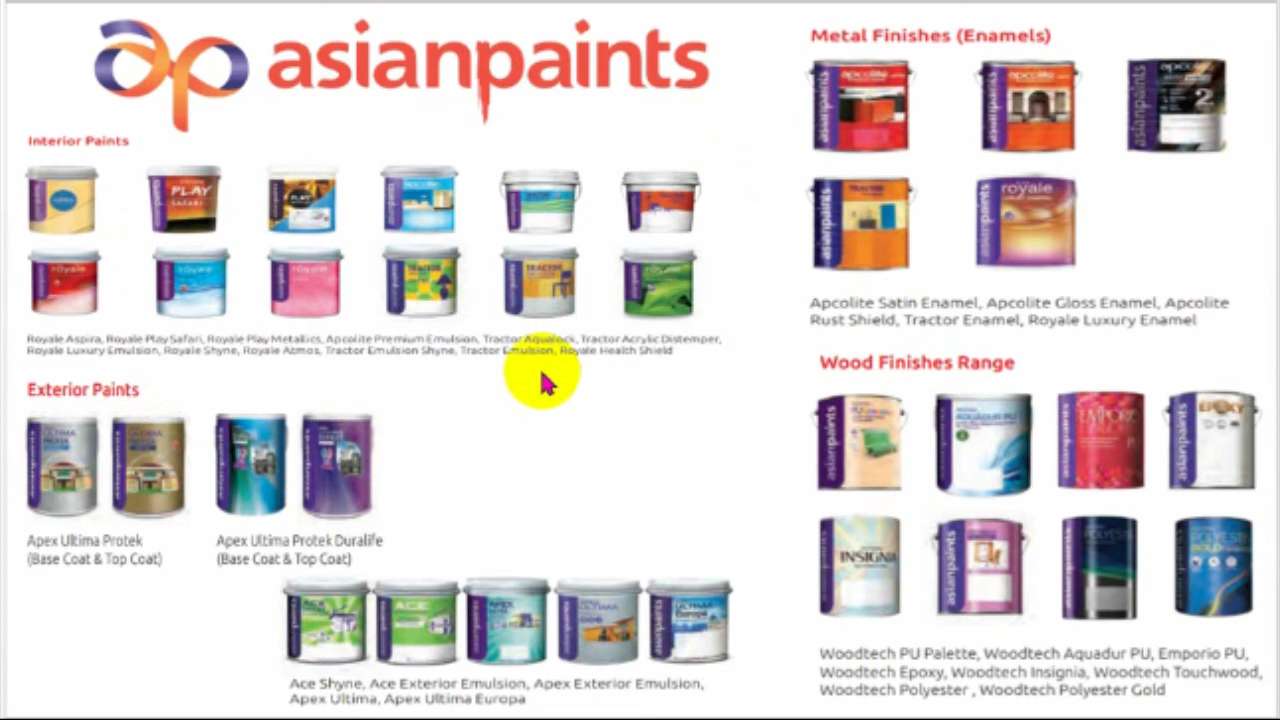 asianpaints
Interior Paints
Royale Aspira, Royale Play Safari, Royale Play Metallics, Apcolite Premium Emulsion, Tractor Aqualock, Tractor Acrylic Distemper,
Royale Luxury Emulsion, Royale Shyne, Royale Atmos, Tractor Emulsion Shyne, Tractor Emulsion, Royale Health Shield
Exterior Paints
Apex Ultima Protek
(Base Coat & Top Coat)
Apex Ultima Protek Duralife
(Base Coat & Top Coat)
Ace Shyne, Ace Exterior Emulsion, Apex Exterior Emulsion,
Apex Ultima, Apex Ultima Europa
Metal Finishes (Enamels)
Apcolite Satin Enamel, Apcolite Gloss Enamel, Apcolite
Rust Shield, Tractor Enamel, Royale Luxury Enamel
Wood Finishes Range
Woodtech PU Palette, Woodtech Aquadur PU, Emporio PU,
Woodtech Epoxy, Woodtech Insignia, Woodtech Touchwood,
Woodtech Polyester , Woodtech Polyester Gold